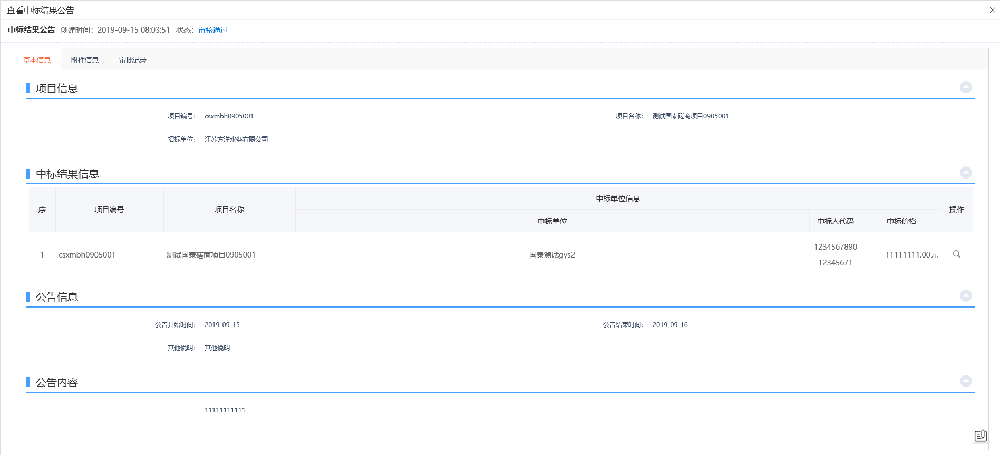 查看中标结果公告
中标结果公告 创建时间：2019-09-15 08:03:51 状态：审核通过
基本信息 附件信息 审批记录
项目信息
项目编号： csxmbh0905001 项目名称： 测试国泰磋商项目0905001
招标单位： 江苏方洋水务有限公司
中标结果信息
中标单位信息
序 项目编号 项目名称 操作
中标单位 中标人代码 中标价格
1 csxmbh0905001 测试国泰磋商项目0905001 国泰测试gys2 1234567890 11111111.00元
12345671
公告信息
公告开始时间： 2019-09-15 公告结束时间： 2019-09-16
其他说明： 其他说明
公告内容
11111111111